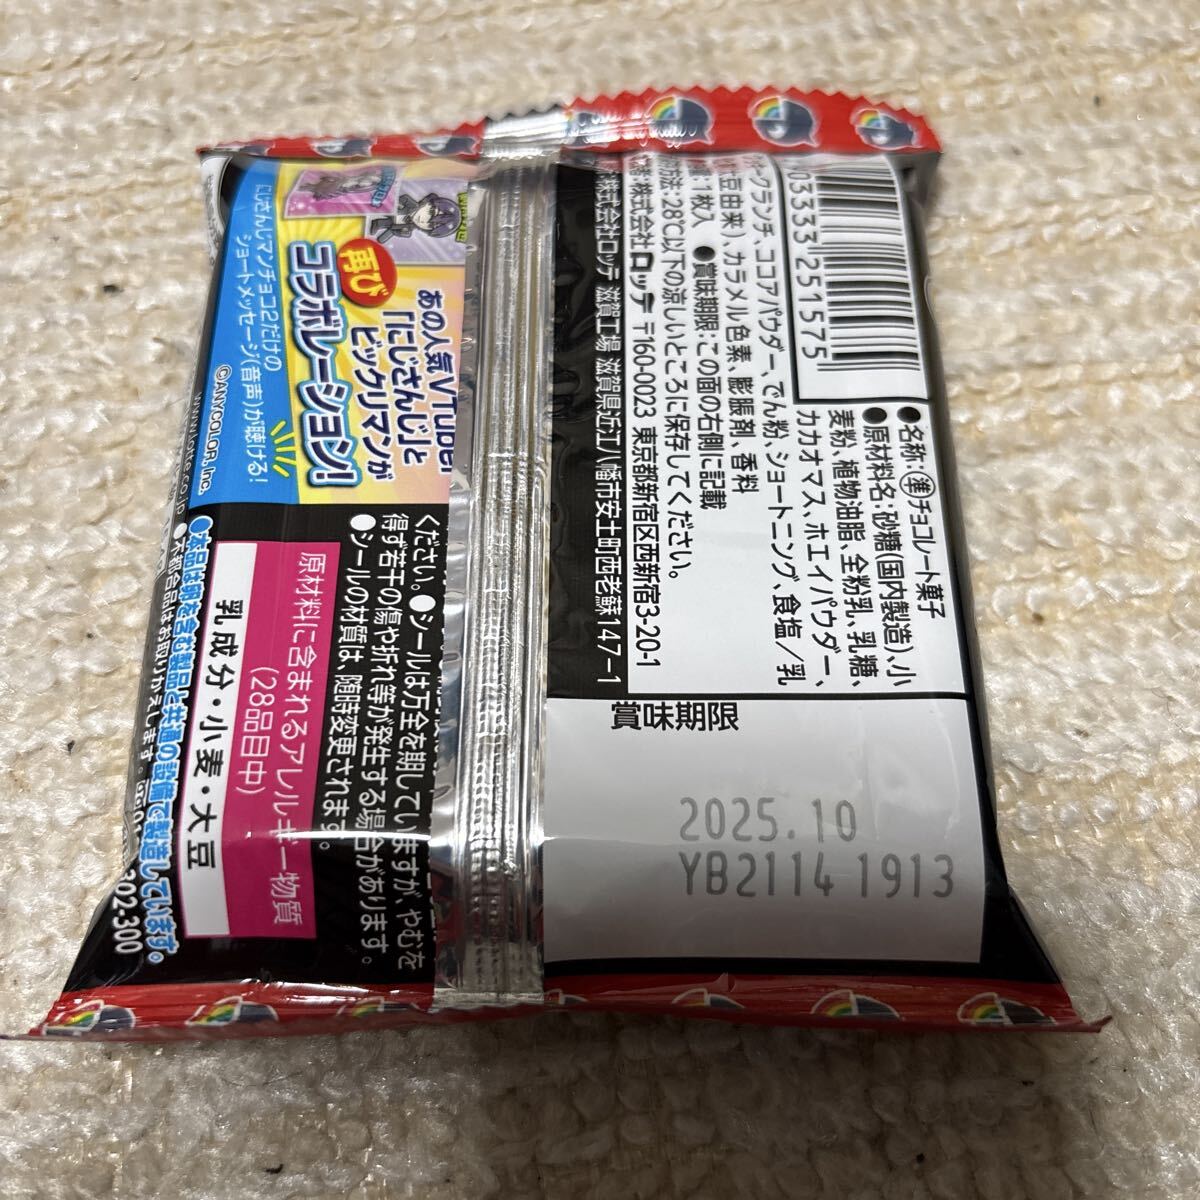 03333 251575
●名称:準チョコレート菓子
●原材料名:砂糖(国内製造)、小
麦粉、植物油脂、全粉乳、乳糖、
カカオマス、ホエイパウダー、
クランチ、ココアパウダー、でん粉、ショートニング、食塩/乳
豆由来)、カラメル色素、膨脹剤、香料
1枚入 ●賞味期限:この面の右側に記載
方法:28℃以下の涼しいところに保存してください。
株式会社ロッテ 〒160-0023 東京都新宿区西新宿3-20-1
株式会社ロッテ 滋賀工場 滋賀県近江八幡市安土町西老蘇147-1
賞味期限
2025.10
YB2114 1913
あの人気VTuber
「にじさんじ」と
ビックリマンが
再び
コラボレーション!
にじさんじマンチョコ2だけの
ショートメッセージ(音声)が聴ける!
©ANYCOLOR, Inc.
www.lotte.co.jp
ください。●シールは万全を期していますが、やむを
得ず若干の傷や折れ等が発生する場合があります。
●シールの材質は、随時変更されます。
原材料に含まれるアレルギー物質
(28品目中)
乳成分・小麦・大豆
●本品は卵を含む製品と共通の設備で製造しています。
●不都合品はお取りかえします。
302-300